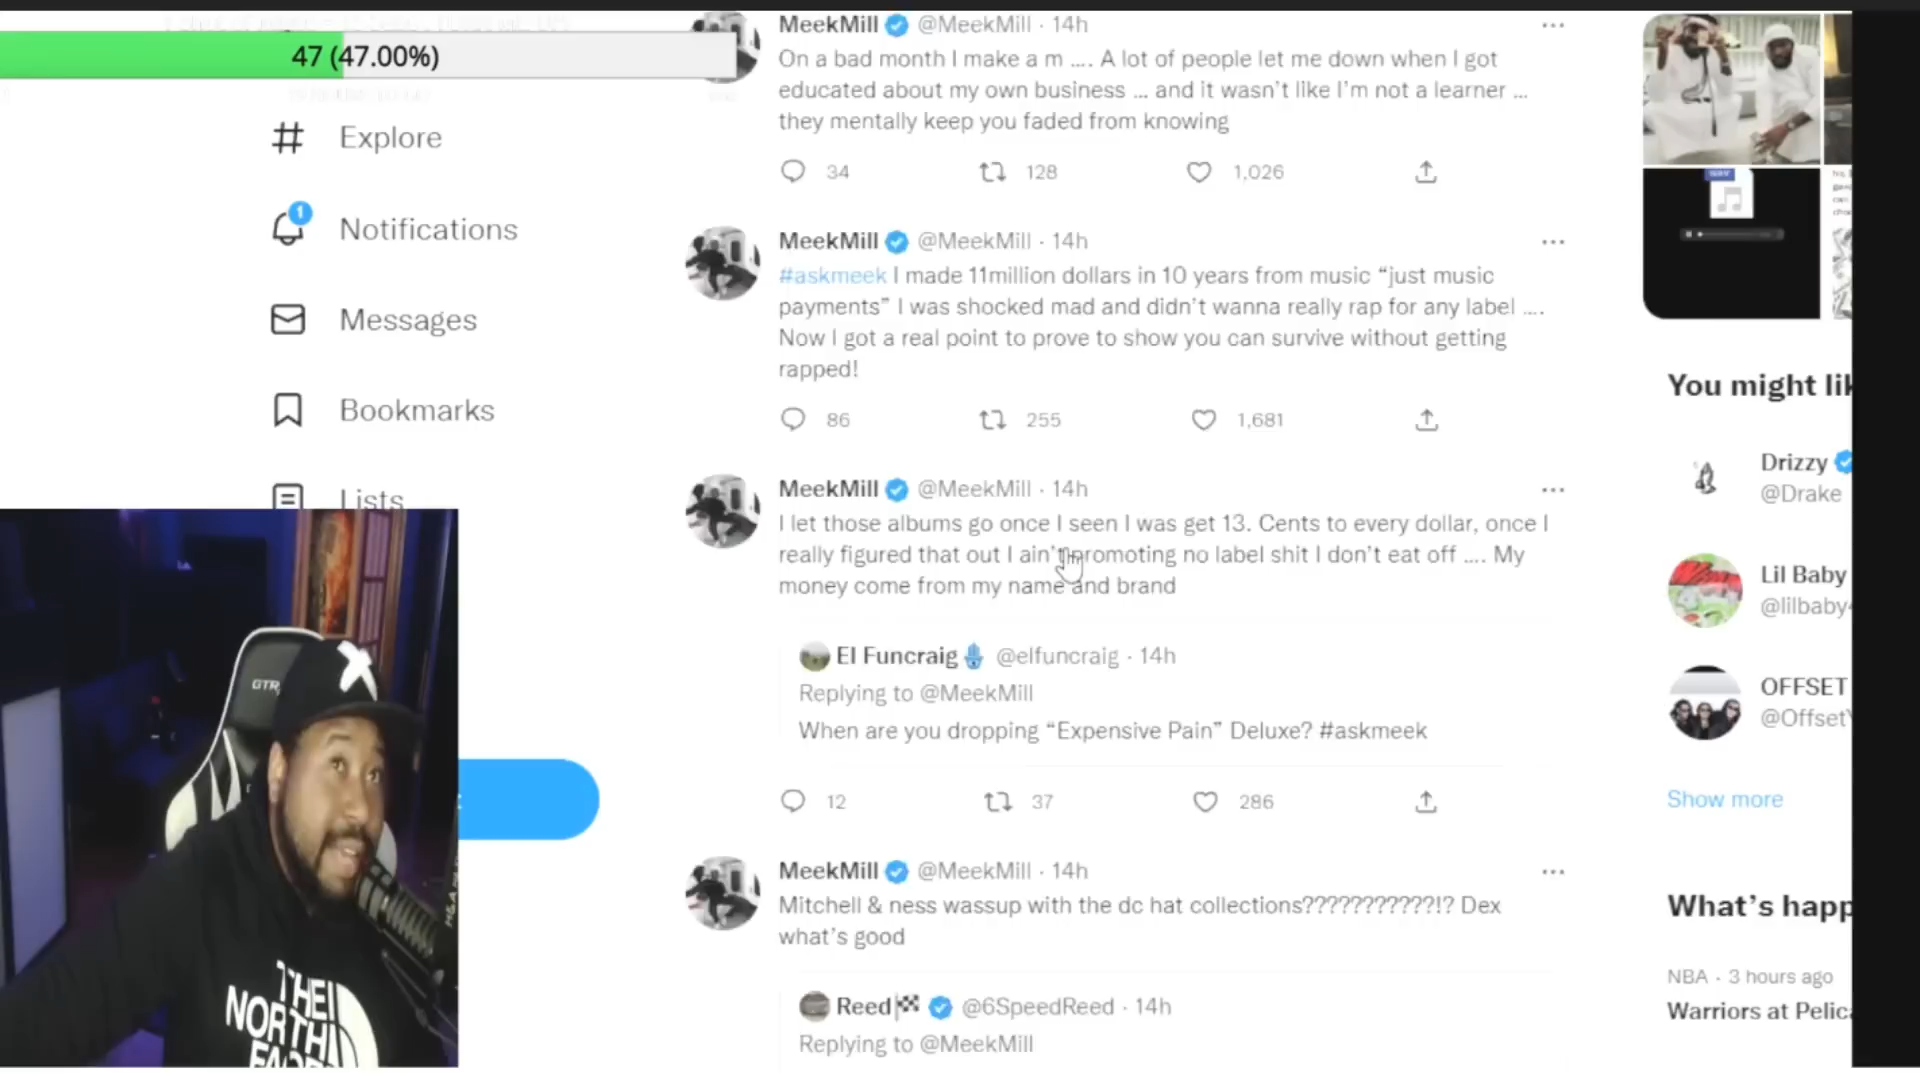 47 (47.00%)
Explore
1
Notifications
Messages
Bookmarks
Lists
MeekMill @MeekMill · 14h
On a bad month I make a m .... A lot of people let me down when I got
educated about my own business ... and it wasn't like I'm not a learner ...
they mentally keep you faded from knowing
34 128 1,026
MeekMill @MeekMill · 14h
#askmeek I made 11million dollars in 10 years from music “just music
payments” I was shocked mad and didn't wanna really rap for any label ....
Now I got a real point to prove to show you can survive without getting
rapped!
86 255 1,681
MeekMill @MeekMill · 14h
I let those albums go once I seen I was get 13. Cents to every dollar, once I
really figured that out I ain't promoting no label shit I don't eat off .... My
money come from my name and brand
El Funcraig @elfuncraig · 14h
Replying to @MeekMill
When are you dropping “Expensive Pain” Deluxe? #askmeek
12 37 286
MeekMill @MeekMill · 14h
Mitchell & ness wassup with the dc hat collections???????????!? Dex
what's good
Reed @6SpeedReed · 14h
Replying to @MeekMill
WAV
You might lik
Drizzy
@Drake
Lil Baby
@lilbaby
OFFSET
@Offset
Show more
What's happ
NBA · 3 hours ago
Warriors at Pelic
GTR
THE
NORTH
FACE